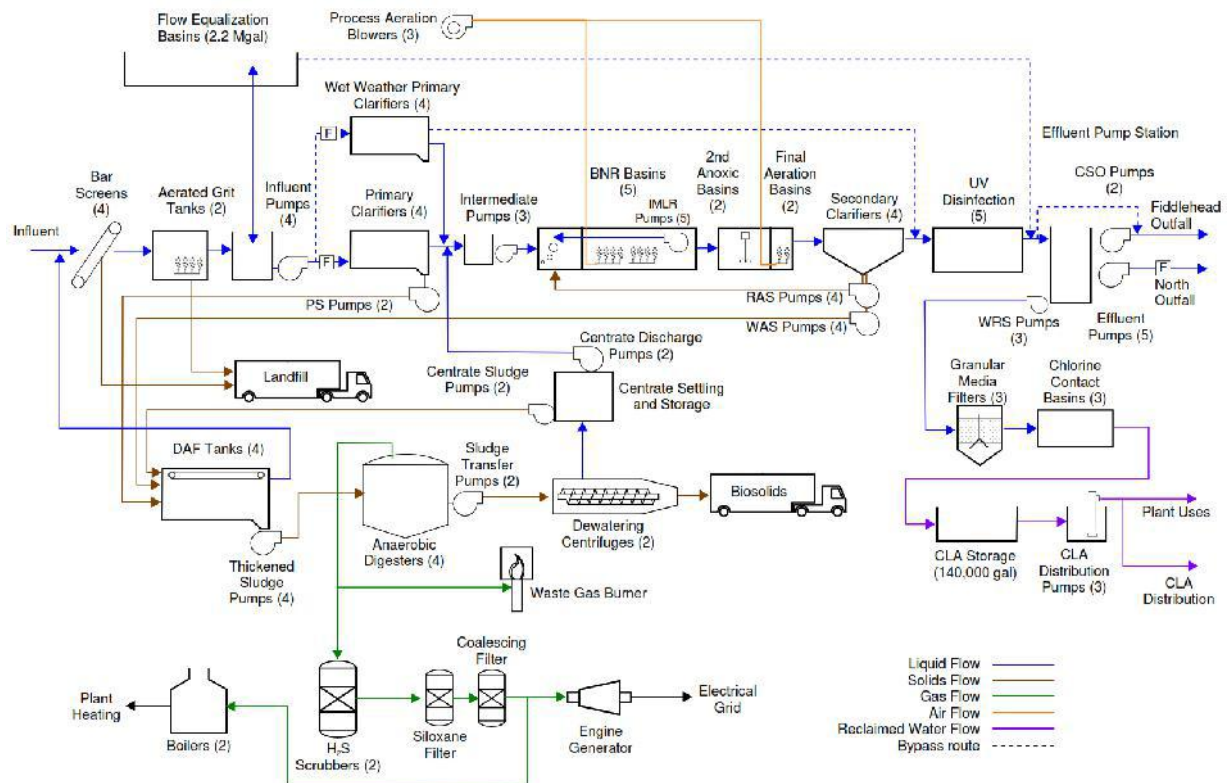 Flow Equalization
Basins (2.2 Mgal)
Process Aeration
Blowers (3)
Wet Weather Primary
Clarifiers (4)
F
Effluent Pump Station
Bar
Screens
(4)
Aerated Grit
Tanks (2)
Influent
Pumps
(4)
Primary
Clarifiers (4)
F
Intermediate
Pumps (3)
BNR Basins
(5)
IMLR
Pumps (5)
2nd
Anoxic
Basins
(2)
Final
Aeration
Basins
(2)
Secondary
Clarifiers (4)
UV
Disinfection
(5)
CSO Pumps
(2)
Fiddlehead
Outfall
Influent
F
North
Outfall
PS Pumps (2)
RAS Pumps (4)
WAS Pumps (4)
WRS Pumps
(3)
Effluent
Pumps (5)
Landfill
Centrate Discharge
Pumps (2)
Centrate Sludge
Pumps (2)
Centrate Settling
and Storage
Granular
Media
Filters (3)
Chlorine
Contact
Basins (3)
DAF Tanks (4)
Sludge
Transfer
Pumps (2)
Biosolids
Thickened
Sludge
Pumps (4)
Anaerobic
Digesters (4)
Dewatering
Centrifuges (2)
CLA Storage
(140,000 gal)
CLA
Distribution
Pumps (3)
Plant Uses
CLA
Distribution
Waste Gas Burner
Coalescing
Filter
Plant
Heating
Boilers (2)
H₂S
Scrubbers (2)
Siloxane
Filter
Engine
Generator
Electrical
Grid
Liquid Flow
Solids Flow
Gas Flow
Air Flow
Reclaimed Water Flow
Bypass route